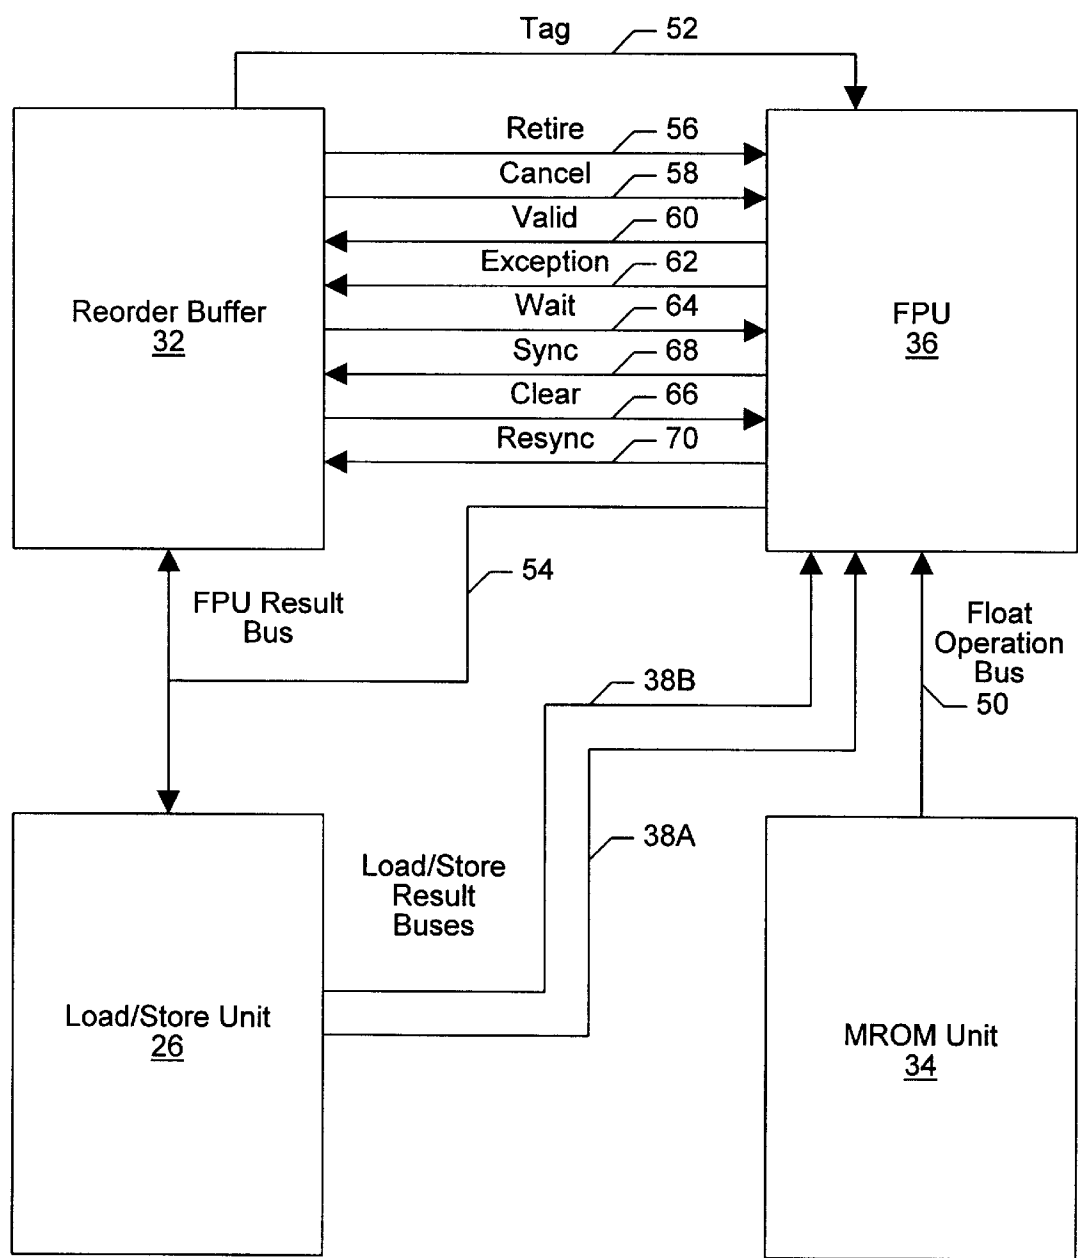 Tag 52
Retire 56
Cancel 58
Valid 60
Exception 62
Wait 64
Sync 68
Clear 66
Resync 70
Reorder Buffer
32
FPU
36
54
FPU Result
Bus
Float
Operation
Bus
50
38B
38A
Load/Store
Result
Buses
Load/Store Unit
26
MROM Unit
34